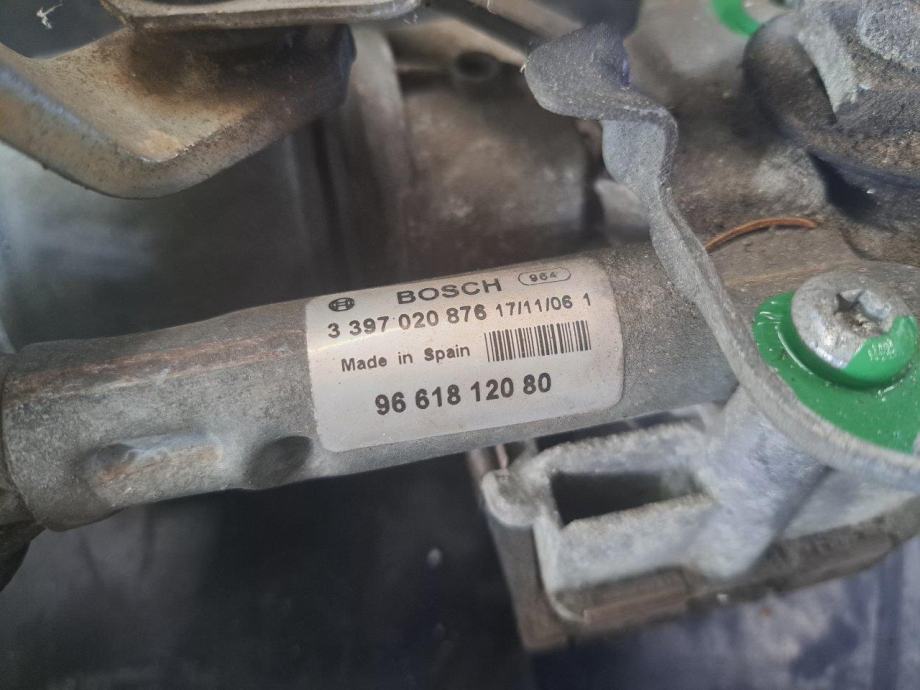 BOSCH 964
3 397 020 876 17/11/06 1
Made in Spain
96 618 120 80